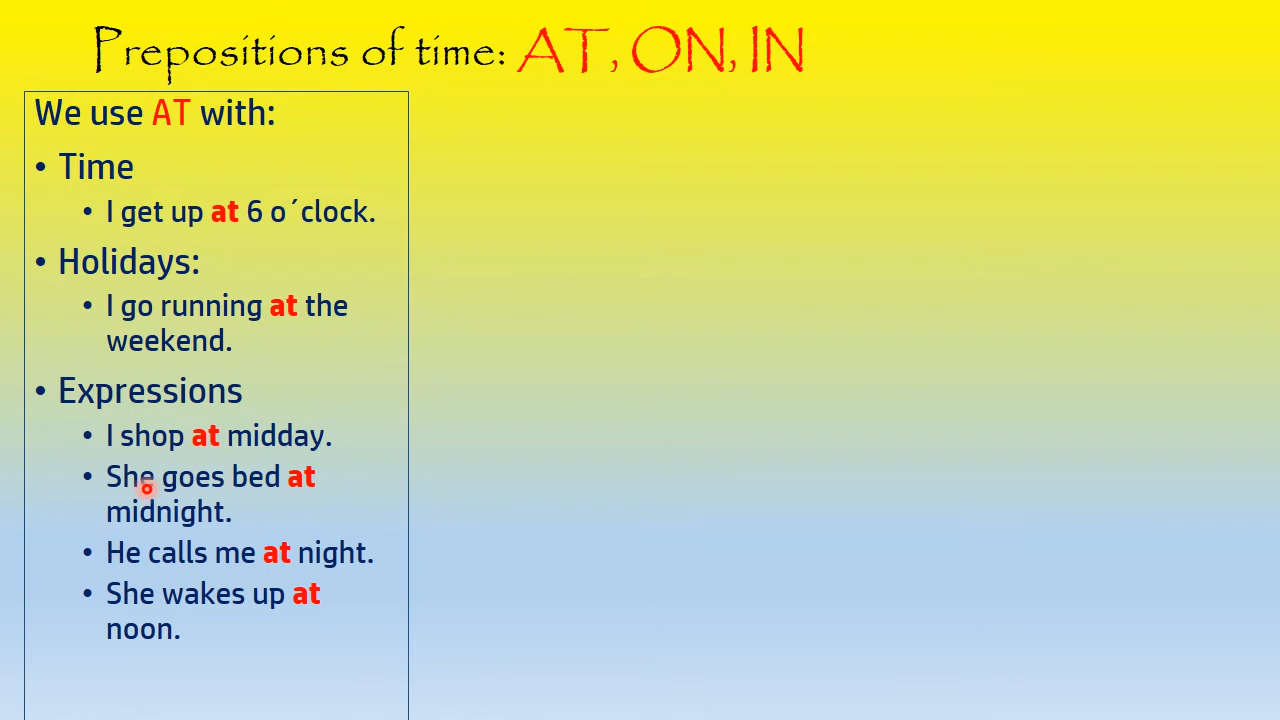 Prepositions of time: AT, ON, IN
We use AT with:
• Time
• I get up at 6 o´clock.
• Holidays:
• I go running at the
weekend.
• Expressions
• I shop at midday.
• She goes bed at
midnight.
• He calls me at night.
• She wakes up at
noon.